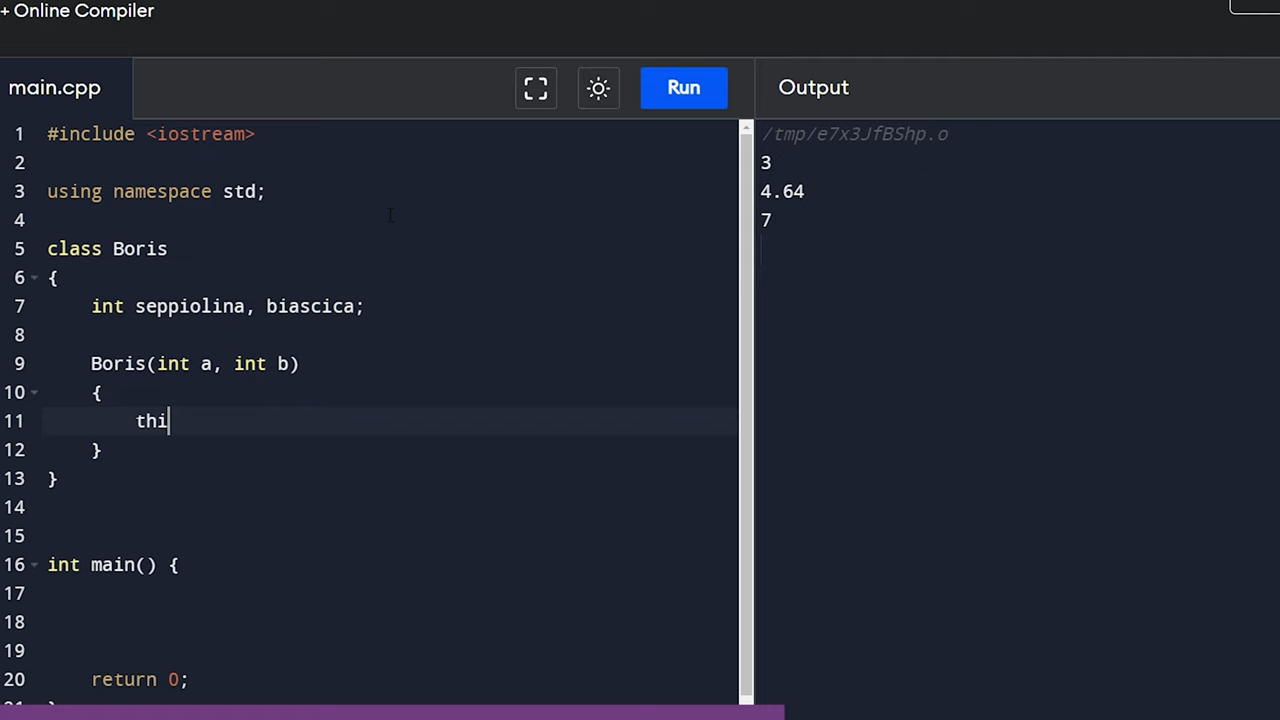 + Online Compiler
main.cpp
Run
Output
1 #include <iostream>
2
3 using namespace std;
4
5 class Boris
6 {
7 int seppiolina, biascica;
8
9 Boris(int a, int b)
10 {
11 thi
12 }
13 }
14
15
16 int main() {
17
18
19
20 return 0;
/tmp/e7x3JfBShp.o
3
4.64
7